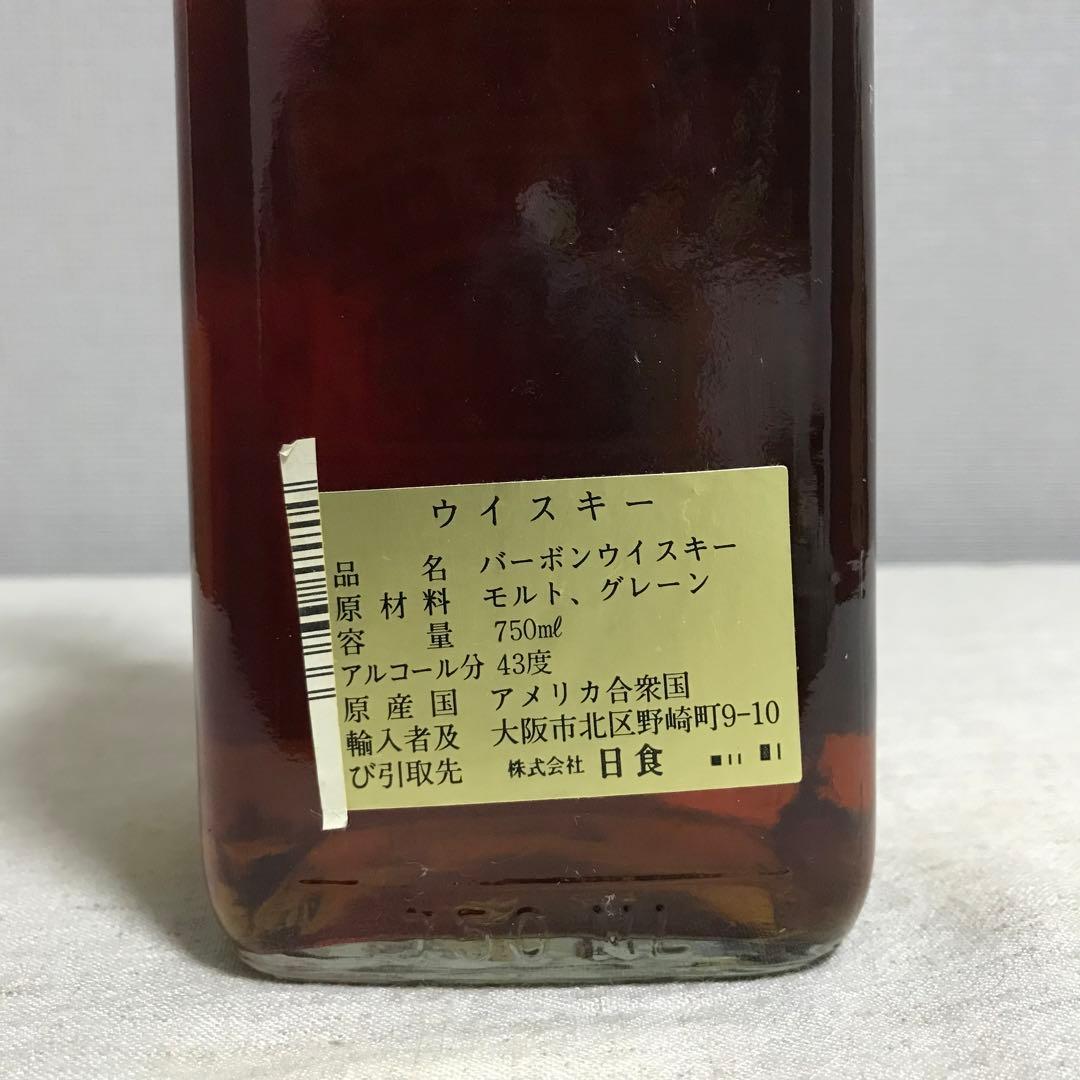 ウイスキー
品名 バーボンウイスキー
原材料 モルト、グレーン
容量 750mℓ
アルコール分 43度
原産国 アメリカ合衆国
輸入者及 大阪市北区野崎町9-10
び引取先 株式会社 日食
750 ML